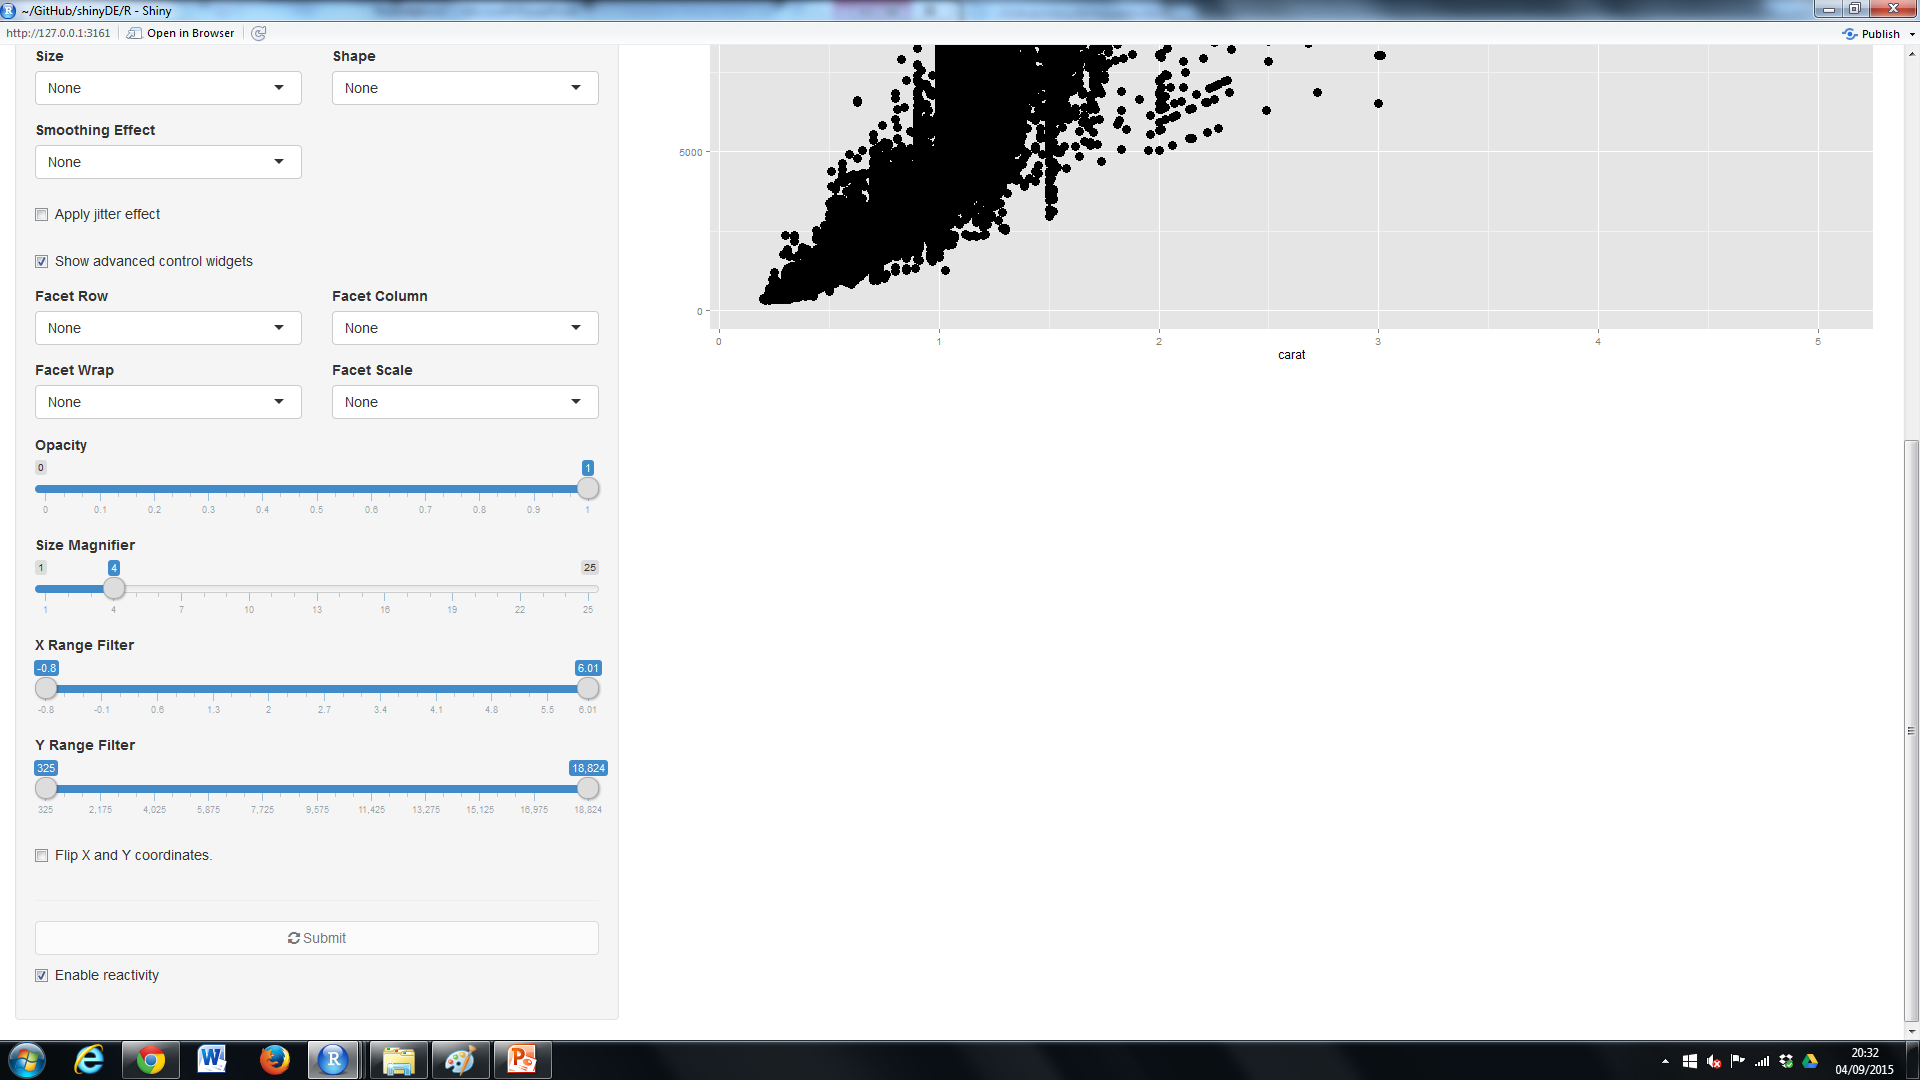 ~/GitHub/shinyDE/R - Shiny
http://127.0.0.1:3161 Open in Browser Publish
Size Shape
None None
Smoothing Effect
None
Apply jitter effect
Show advanced control widgets
Facet Row Facet Column
None None
Facet Wrap Facet Scale
None None
Opacity
0 1
0 0.1 0.2 0.3 0.4 0.5 0.6 0.7 0.8 0.9 1
Size Magnifier
1 4 25
1 4 7 10 13 16 19 22 25
X Range Filter
-0.8 6.01
-0.8 -0.1 0.6 1.3 2 2.7 3.4 4.1 4.8 5.5 6.01
Y Range Filter
325 18,824
325 2,175 4,025 5,875 7,725 9,575 11,425 13,275 15,125 16,975 18,824
Flip X and Y coordinates.
Submit
Enable reactivity
5000
0
0 1 2 3 4 5
carat
20:32
04/09/2015